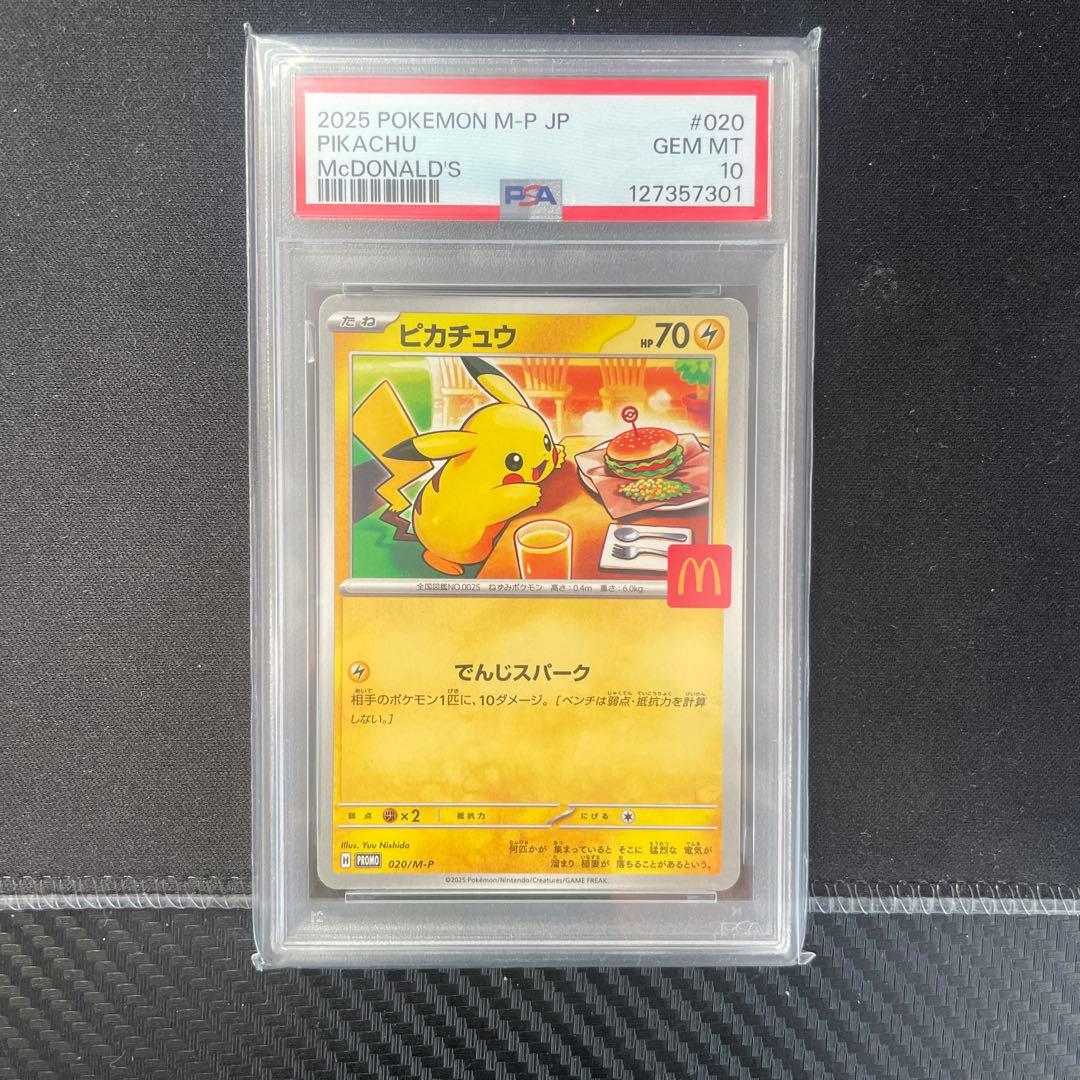 2025 POKEMON M-P JP #020
PIKACHU GEM MT
McDONALD'S 10
PSA 127357301
たね ピカチュウ HP 70
全国図鑑NO.0025 ねずみポケモン 高さ:0.4m 重さ:6.0kg
でんじスパーク
相手のポケモン1匹に、10ダメージ。[ベンチは弱点・抵抗力を計算
しない。]
弱点 ×2 抵抗力 にげる
Illus. Yuu Nishida
何匹かが 集まっていると そこに 猛烈な 電気が
溜まり 稲妻が 落ちることがあるという。
H PROMO 020/M-P
©2025 Pokémon/Nintendo/Creatures/GAME FREAK.